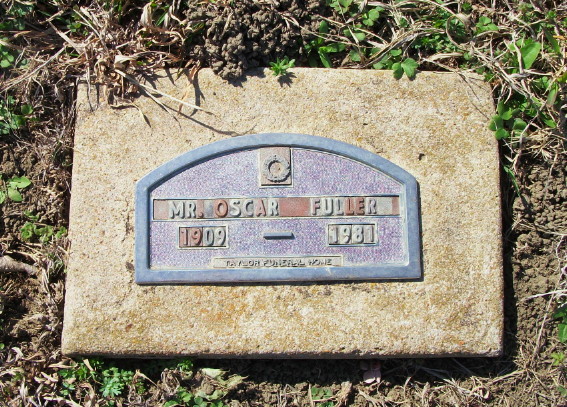 MR. OSCAR FULLER
1909 — 1981
TAYLOR FUNERAL HOME